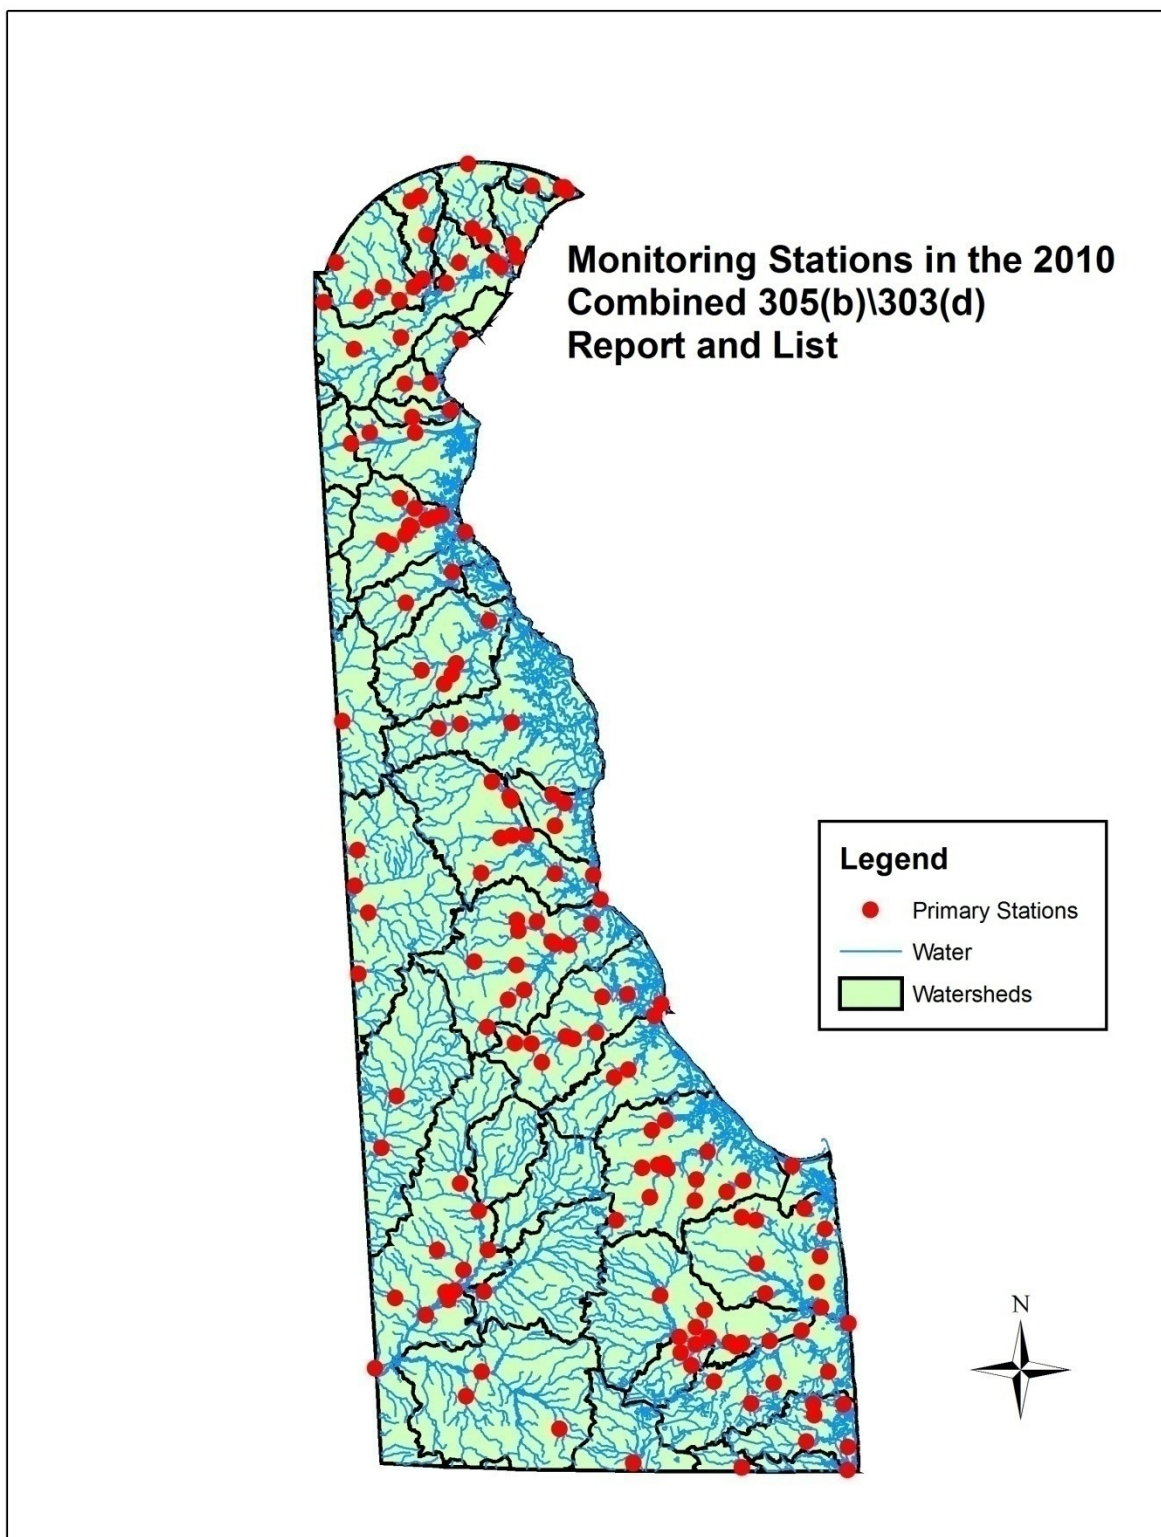 Monitoring Stations in the 2010
Combined 305(b)\303(d)
Report and List
Legend
Primary Stations
Water
Watersheds
N